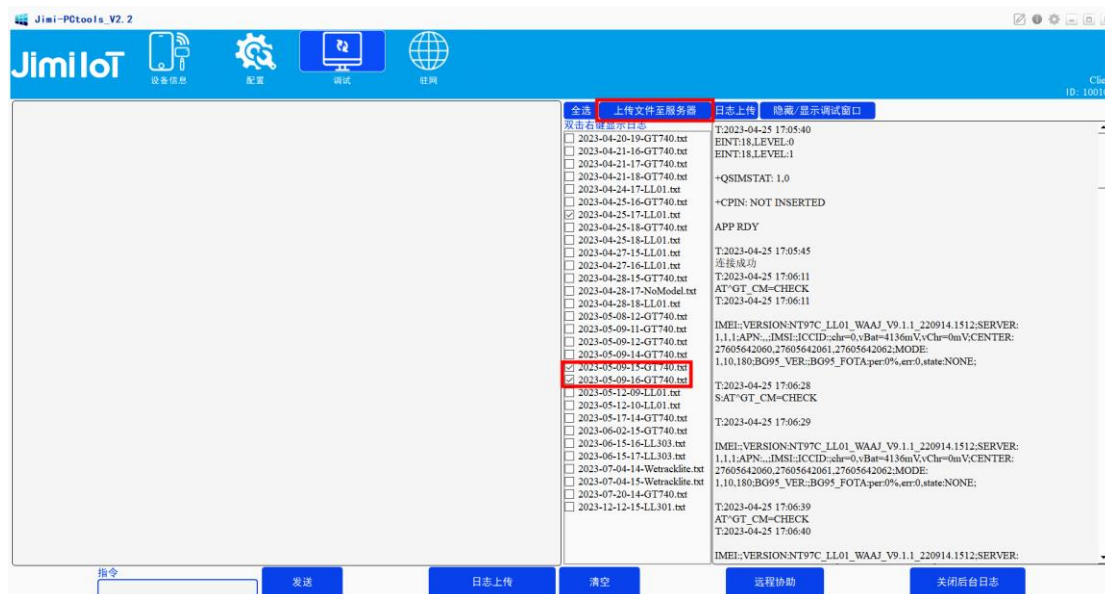 Jimi-PCtools_V2.2
Jimi IoT
设备信息
配置
调试
驻网
Clie
ID: 1001
全选
上传文件至服务器
日志上传
隐藏/显示调试窗口
双击右键显示日志
2023-04-20-19-GT740.txt
2023-04-21-16-GT740.txt
2023-04-21-17-GT740.txt
2023-04-21-18-GT740.txt
2023-04-24-17-LL01.txt
2023-04-25-16-GT740.txt
2023-04-25-17-LL01.txt
2023-04-25-18-GT740.txt
2023-04-25-18-LL01.txt
2023-04-27-15-LL01.txt
2023-04-27-16-LL01.txt
2023-04-28-15-GT740.txt
2023-04-28-17-NoModel.txt
2023-04-28-18-LL01.txt
2023-05-08-12-GT740.txt
2023-05-09-11-GT740.txt
2023-05-09-12-GT740.txt
2023-05-09-14-GT740.txt
2023-05-09-15-GT740.txt
2023-05-09-16-GT740.txt
2023-05-12-09-LL01.txt
2023-05-12-10-LL01.txt
2023-05-17-14-GT740.txt
2023-06-02-15-GT740.txt
2023-06-15-16-LL303.txt
2023-06-15-17-LL303.txt
2023-07-04-14-Wetracklite.txt
2023-07-04-15-Wetracklite.txt
2023-07-20-14-GT740.txt
2023-12-12-15-LL301.txt
T:2023-04-25 17:05:40
EINT:18,LEVEL:0
EINT:18,LEVEL:1
+QSIMSTAT: 1,0
+CPIN: NOT INSERTED
APP RDY
T:2023-04-25 17:05:45
连接成功
T:2023-04-25 17:06:11
AT^GT_CM=CHECK
T:2023-04-25 17:06:11
IMEI:;VERSION:NT97C_LL01_WAAJ_V9.1.1_220914.1512;SERVER:
1,1,1;APN:,,;IMSI:;ICCID:;chr=0,vBat=4136mV,vChr=0mV;CENTER:
27605642060,27605642061,27605642062;MODE:
1,10,180;BG95_VER:;BG95_FOTA:per:0%,err:0,state:NONE;
T:2023-04-25 17:06:28
S:AT^GT_CM=CHECK
T:2023-04-25 17:06:29
IMEI:;VERSION:NT97C_LL01_WAAJ_V9.1.1_220914.1512;SERVER:
1,1,1;APN:,,;IMSI:;ICCID:;chr=0,vBat=4136mV,vChr=0mV;CENTER:
27605642060,27605642061,27605642062;MODE:
1,10,180;BG95_VER:;BG95_FOTA:per:0%,err:0,state:NONE;
T:2023-04-25 17:06:39
AT^GT_CM=CHECK
T:2023-04-25 17:06:40
IMEI:;VERSION:NT97C_LL01_WAAJ_V9.1.1_220914.1512;SERVER:
指令
发送
日志上传
清空
远程协助
关闭后台日志